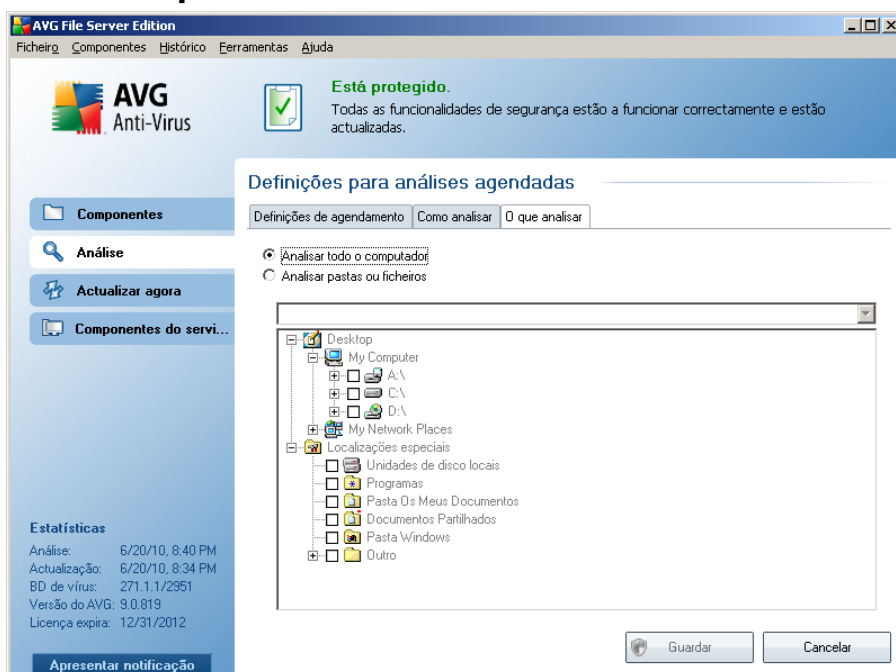 AVG File Server Edition
Ficheiro Componentes Histórico Ferramentas Ajuda
AVG
Anti-Virus
Está protegido.
Todas as funcionalidades de segurança estão a funcionar correctamente e estão
actualizadas.
Definições para análises agendadas
Definições de agendamento Como analisar O que analisar
Componentes
Análise
Actualizar agora
Componentes do servi...
Analisar todo o computador
Analisar pastas ou ficheiros
Desktop
My Computer
A:\
C:\
D:\
My Network Places
Localizações especiais
Unidades de disco locais
Programas
Pasta Os Meus Documentos
Documentos Partilhados
Pasta Windows
Outro
Estatísticas
Análise: 6/20/10, 8:40 PM
Actualização: 6/20/10, 8:34 PM
BD de vírus: 271.1.1/2951
Versão do AVG: 9.0.819
Licença expira: 12/31/2012
Apresentar notificação
Guardar Cancelar